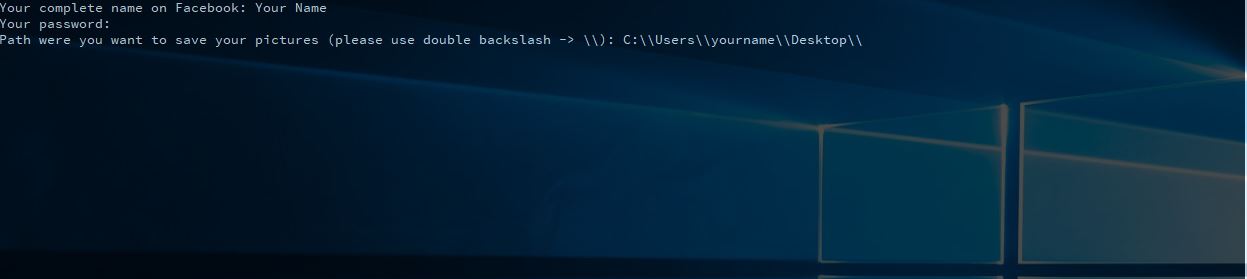 Your complete name on Facebook: Your Name
Your password:
Path were you want to save your pictures (please use double backslash -> \\): C:\\Users\\yourname\\Desktop\\